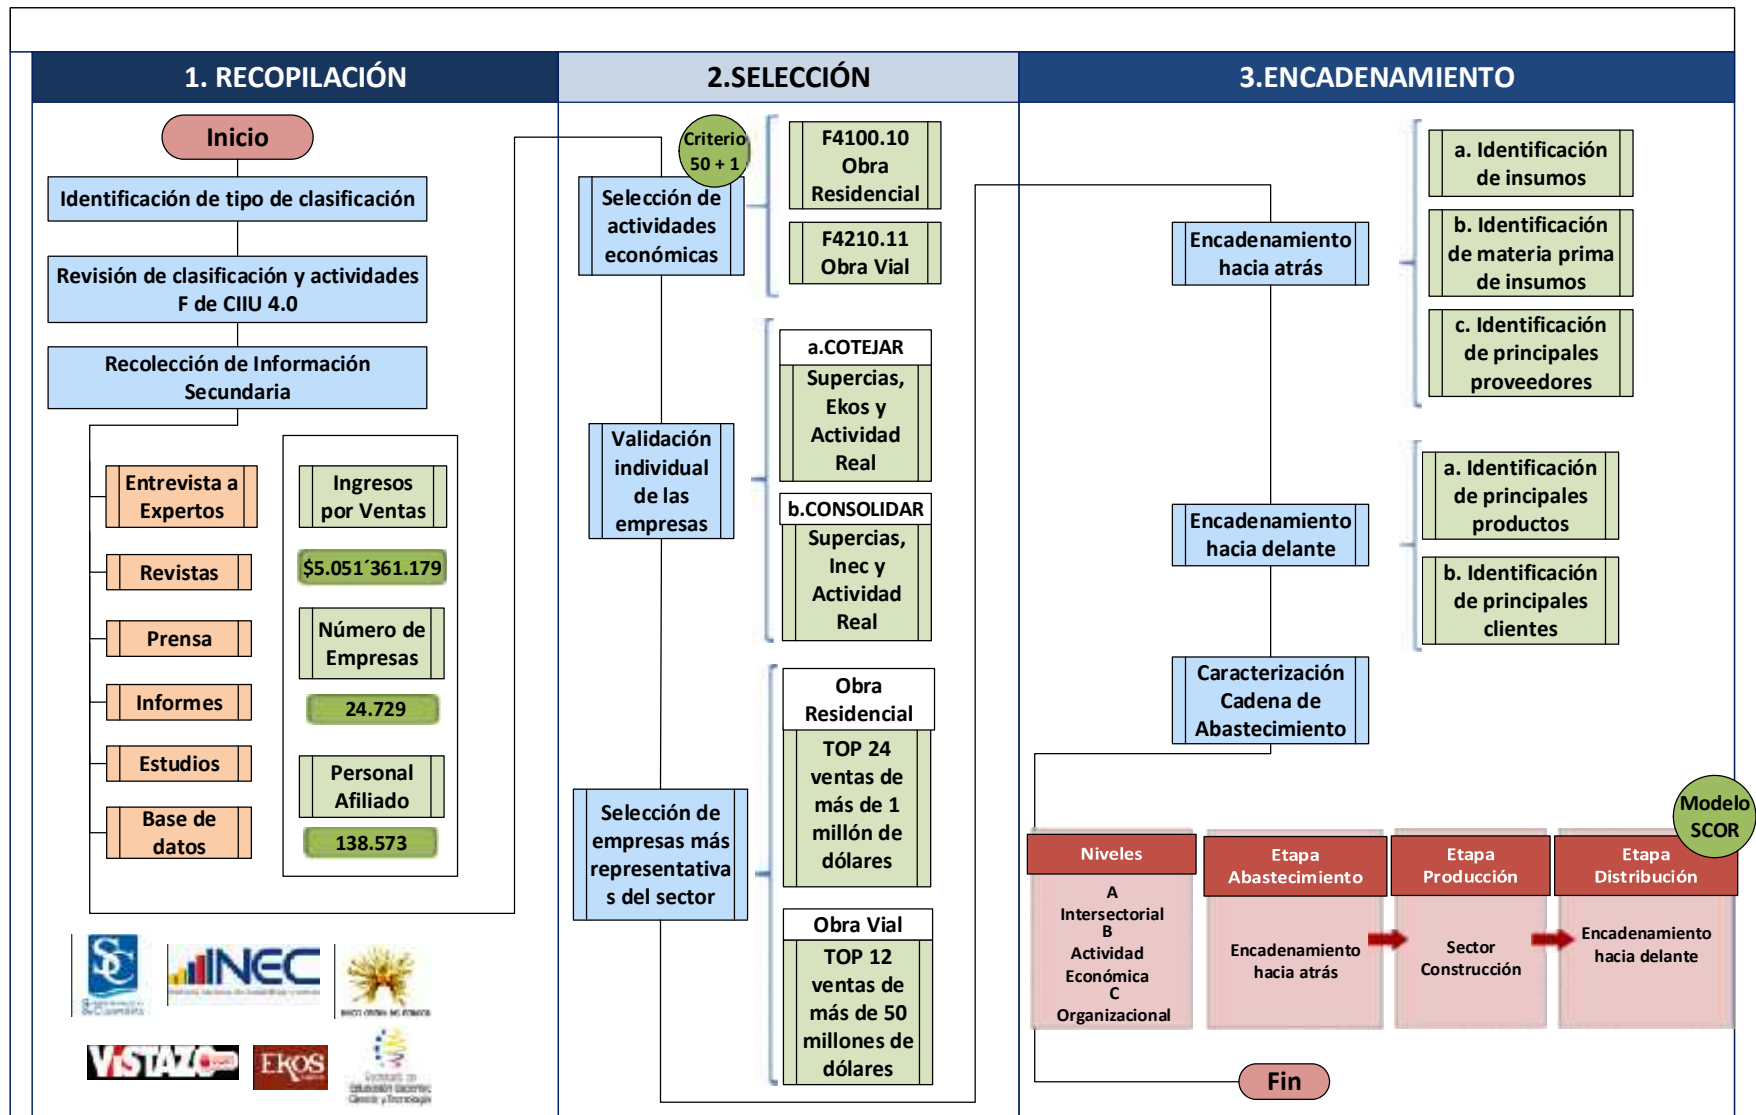 1. RECOPILACIÓN
Inicio
Identificación de tipo de clasificación
Revisión de clasificación y actividades
F de CIIU 4.0
Recolección de Información
Secundaria
Entrevista a
Expertos
Revistas
Prensa
Informes
Estudios
Base de
datos
Ingresos
por Ventas
$5.051´361.179
Número de
Empresas
24.729
Personal
Afiliado
138.573
SC
INEC
VISTAZO
EKOS
2.SELECCIÓN
Criterio
50 + 1
Selección de
actividades
económicas
F4100.10
Obra
Residencial
F4210.11
Obra Vial
Validación
individual
de las
empresas
a.COTEJAR
Supercias,
Ekos y
Actividad
Real
b.CONSOLIDAR
Supercias,
Inec y
Actividad
Real
Selección de
empresas más
representativa
s del sector
Obra
Residencial
TOP 24
ventas de
más de 1
millón de
dólares
Obra Vial
TOP 12
ventas de
más de 50
millones de
dólares
3.ENCADENAMIENTO
Encadenamiento
hacia atrás
a. Identificación
de insumos
b. Identificación
de materia prima
de insumos
c. Identificación
de principales
proveedores
Encadenamiento
hacia delante
a. Identificación
de principales
productos
b. Identificación
de principales
clientes
Caracterización
Cadena de
Abastecimiento
Modelo
SCOR
Niveles
A
Intersectorial
B
Actividad
Económica
C
Organizacional
Etapa
Abastecimiento
Encadenamiento
hacia atrás
Etapa
Producción
Sector
Construcción
Etapa
Distribución
Encadenamiento
hacia delante
Fin